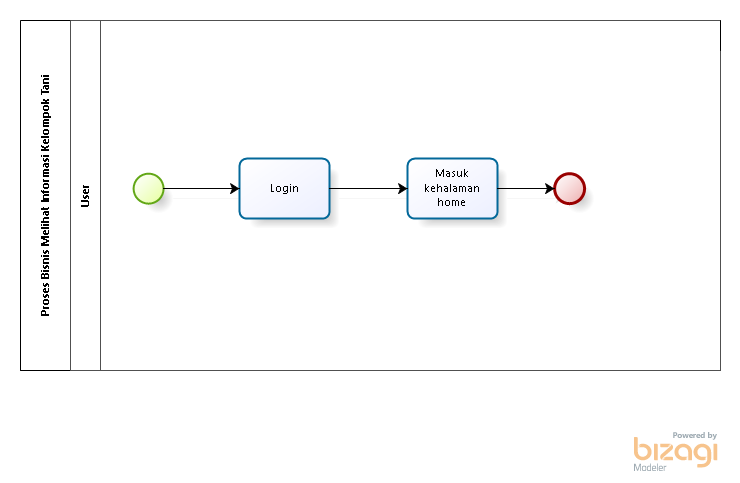 Proses Bisnis Melihat Informasi Kelompok Tani
User
Login
Masuk
kehalaman
home
Powered by
bizagi
Modeler